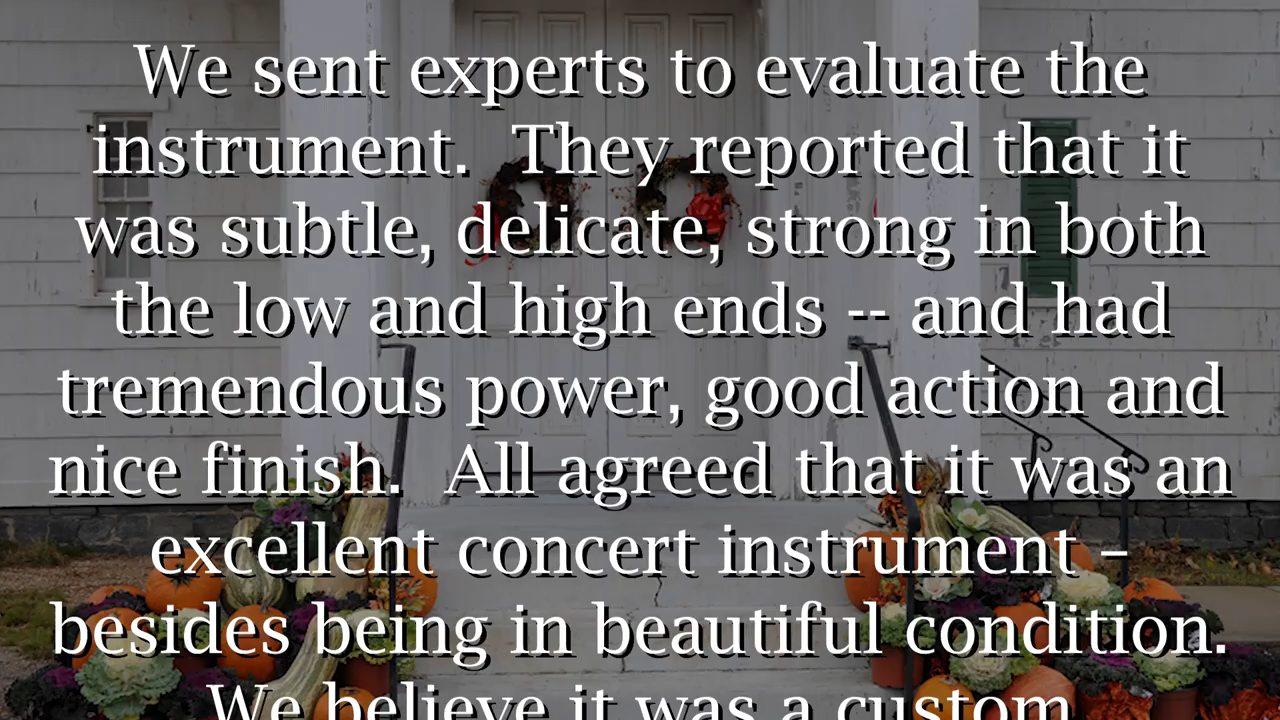 We sent experts to evaluate the
instrument.  They reported that it
was subtle, delicate, strong in both
the low and high ends -- and had
tremendous power, good action and
nice finish.  All agreed that it was an
excellent concert instrument –
besides being in beautiful condition.
We believe it was a custom